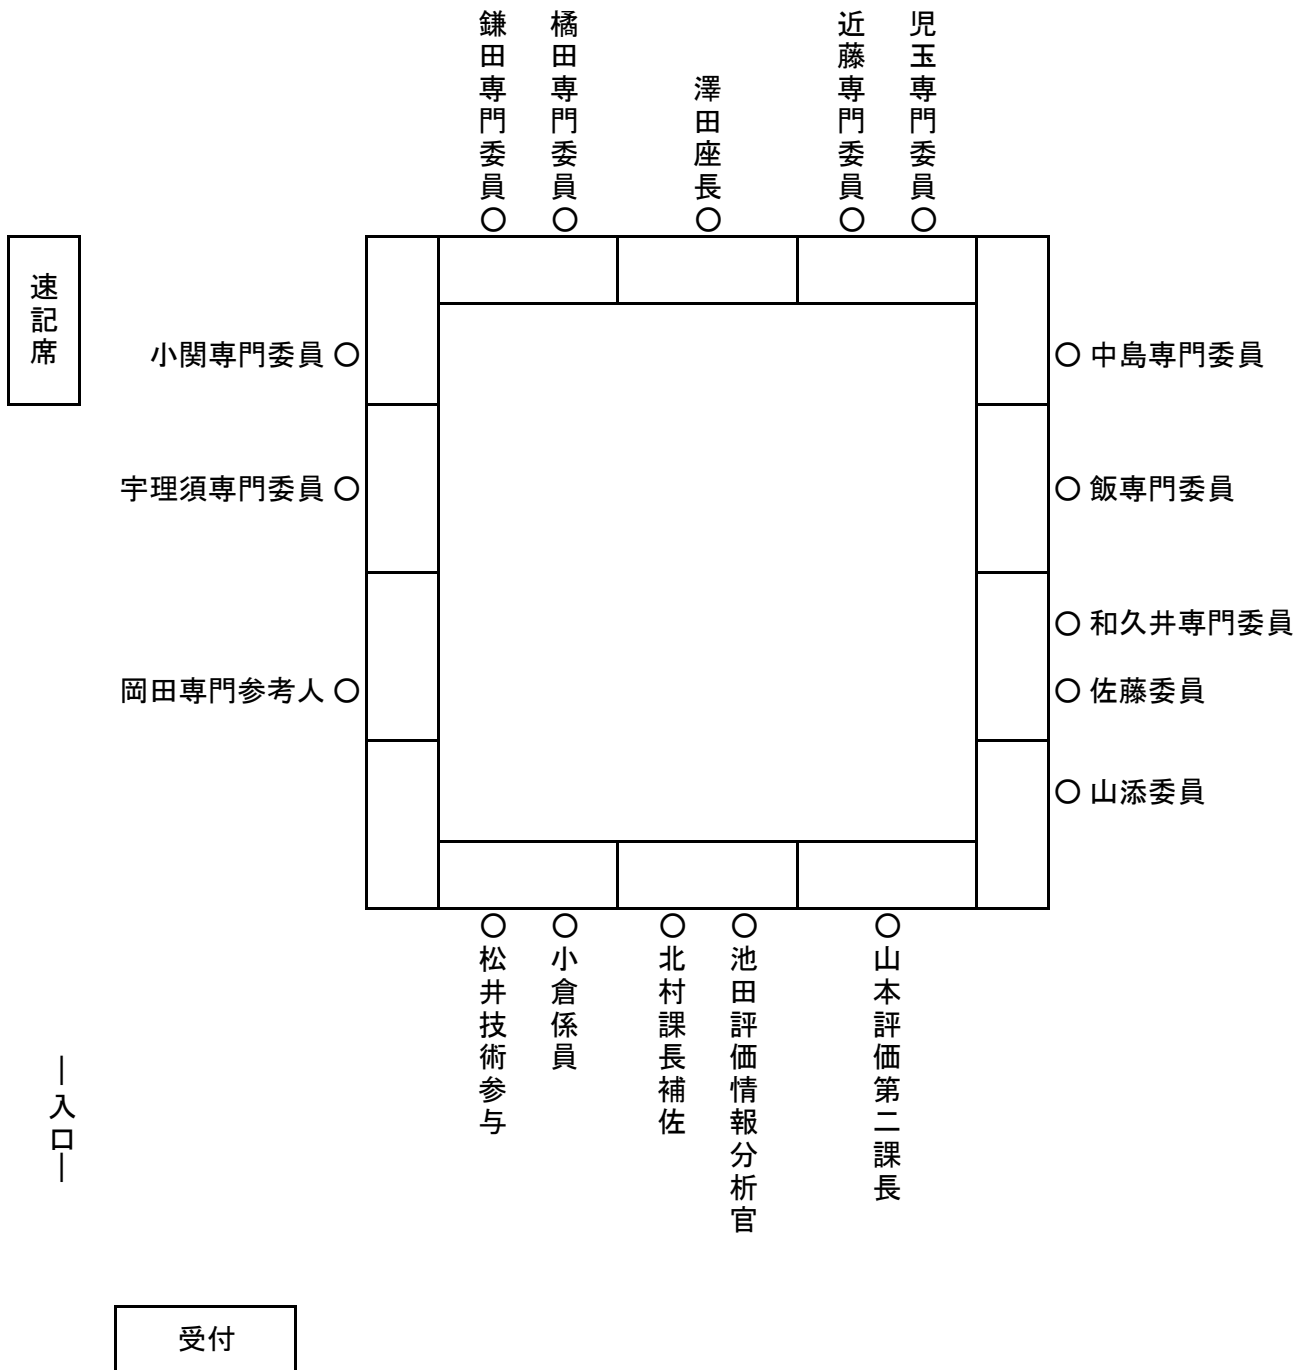 鎌田専門委員○
橘田専門委員○
澤田座長○
近藤専門委員○
児玉専門委員○
速記席
小関専門委員○
○中島専門委員
宇理須専門委員○
○飯専門委員
○和久井専門委員
岡田専門参考人○
○佐藤委員
○山添委員
○松井技術参与
○小倉係員
○北村課長補佐
○池田評価情報分析官
○山本評価第二課長
―入口―
受付